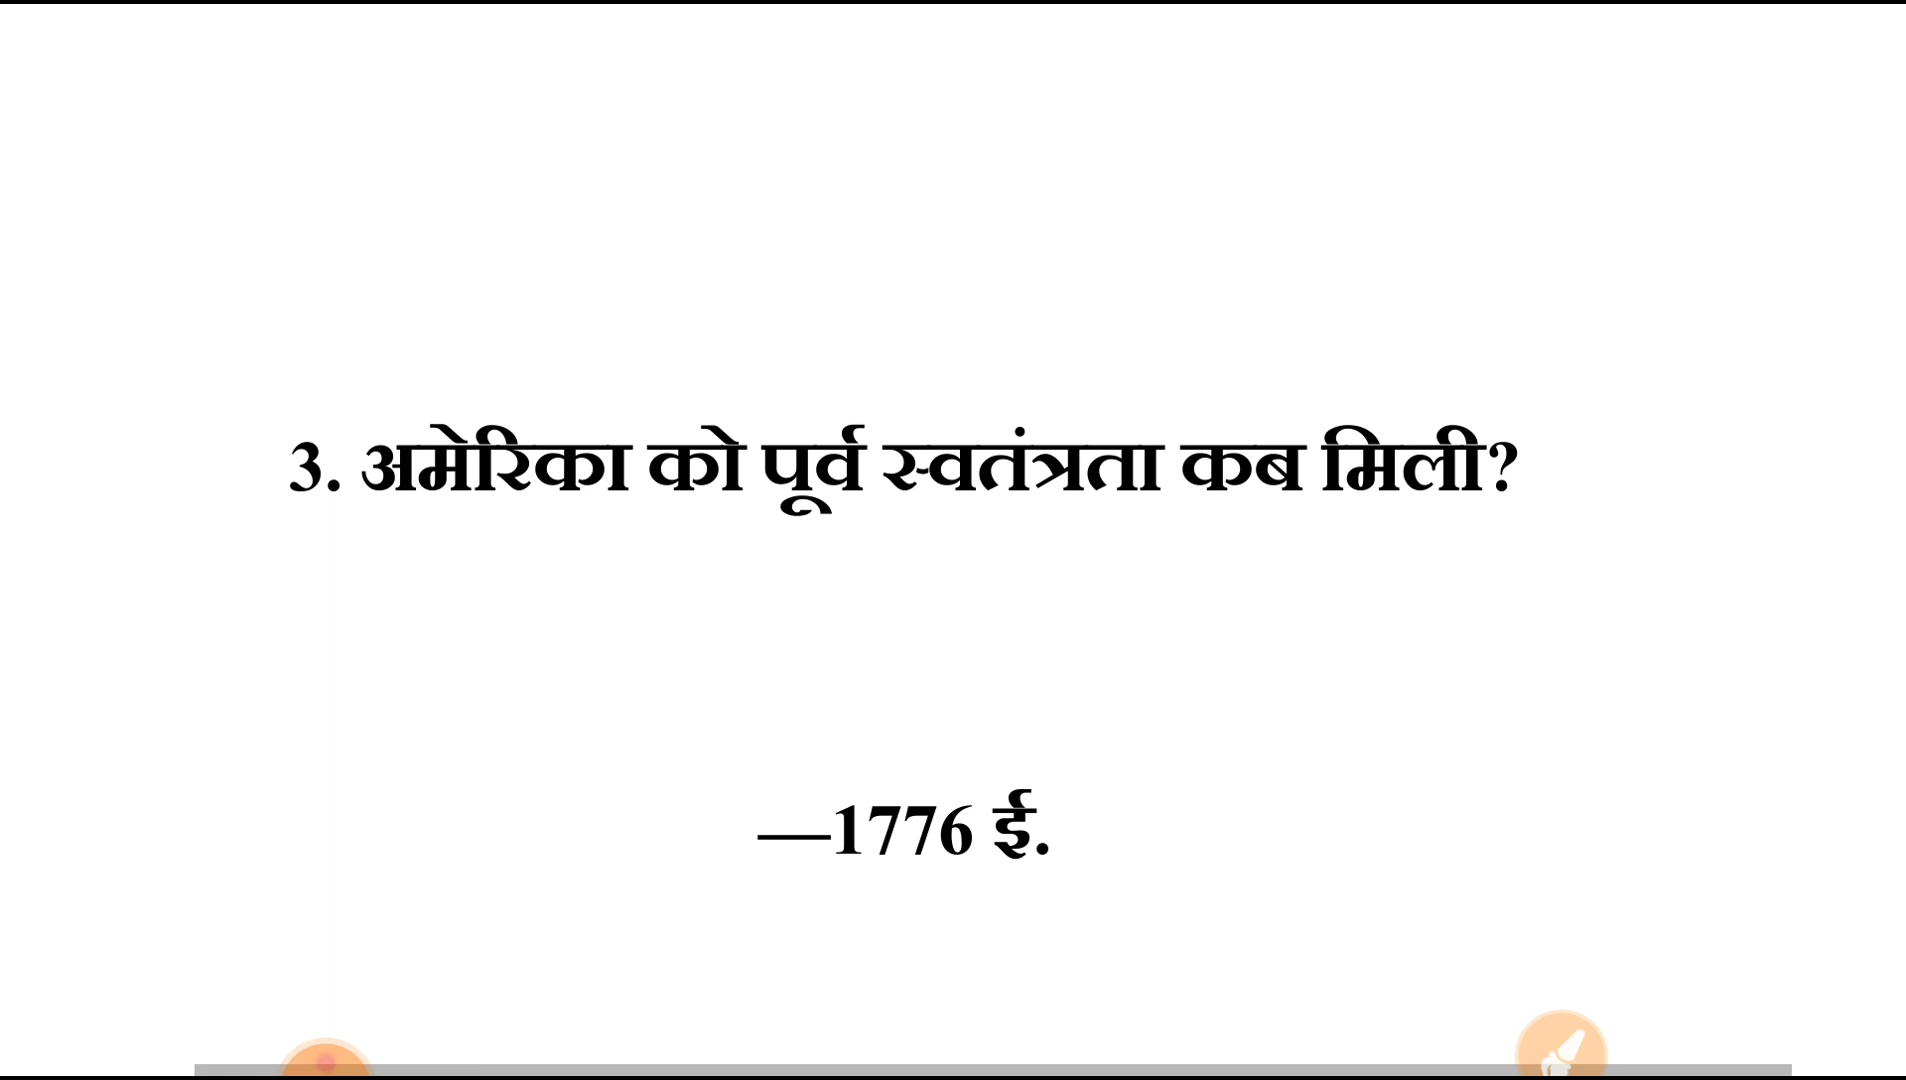 3. अमेरिका को पूर्व स्वतंत्रता कब मिली?
—1776 ई.